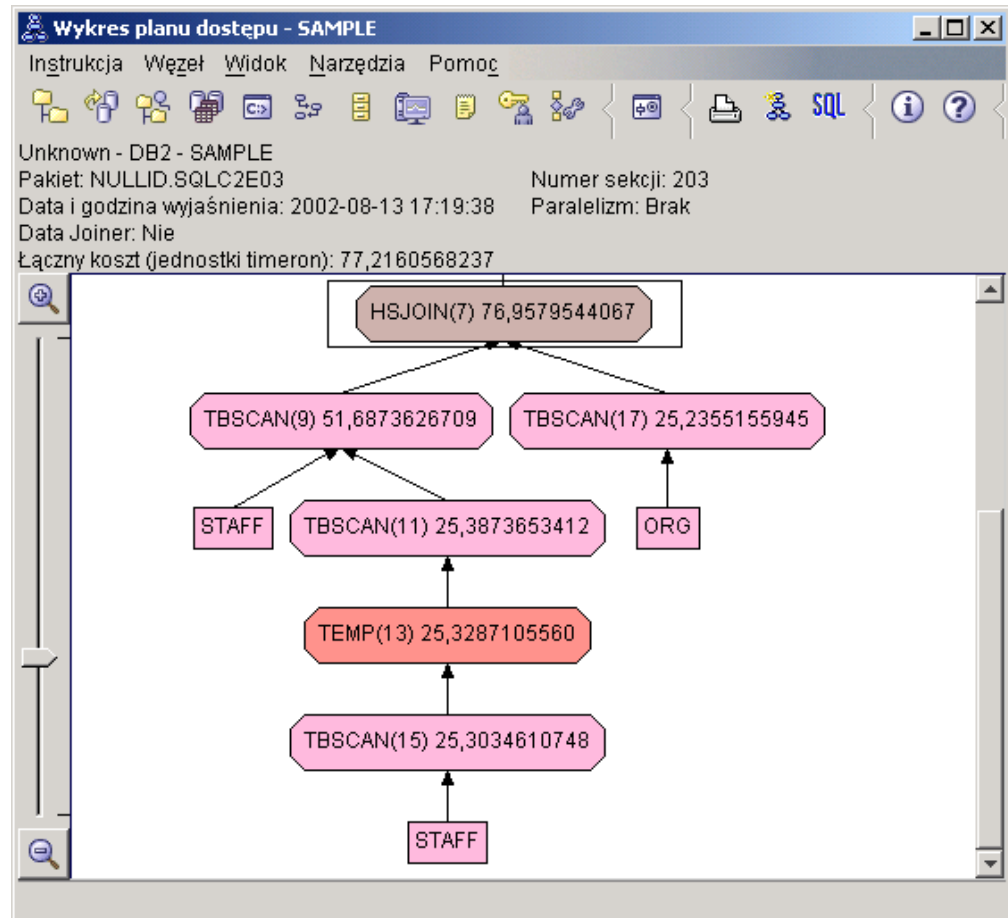 Wykres planu dostępu - SAMPLE
Instrukcja Węzeł Widok Narzędzia Pomoc
C:> SQL i ?
Unknown - DB2 - SAMPLE
Pakiet: NULLID.SQLC2E03 Numer sekcji: 203
Data i godzina wyjaśnienia: 2002-08-13 17:19:38 Paralelizm: Brak
Data Joiner: Nie
Łączny koszt (jednostki timeron): 77,2160568237
HSJOIN(7) 76,9579544067
TBSCAN(9) 51,6873626709 TBSCAN(17) 25,2355155945
STAFF TBSCAN(11) 25,3873653412 ORG
TEMP(13) 25,3287105560
TBSCAN(15) 25,3034610748
STAFF